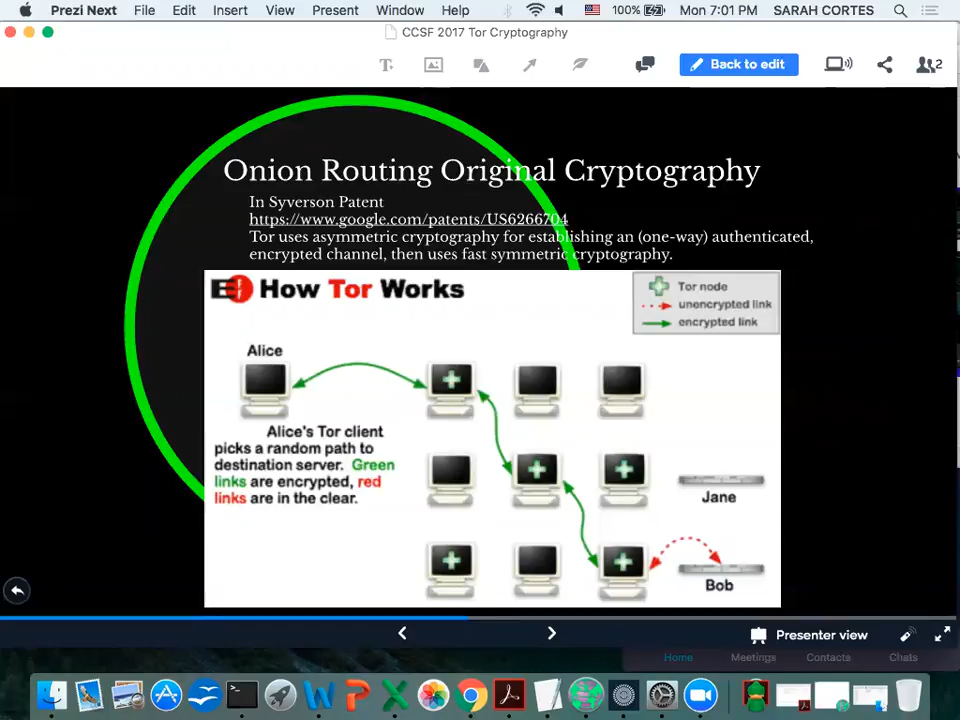 Prezi Next File Edit Insert View Present Window Help 100% Mon 7:01 PM SARAH CORTES
CCSF 2017 Tor Cryptography
Back to edit
2
Onion Routing Original Cryptography
In Syverson Patent
https://www.google.com/patents/US6266704
Tor uses asymmetric cryptography for establishing an (one-way) authenticated,
encrypted channel, then uses fast symmetric cryptography.
EFF How Tor Works
Tor node
unencrypted link
encrypted link
Alice
Alice's Tor client
picks a random path to
destination server. Green
links are encrypted, red
links are in the clear.
Jane
Bob
Presenter view
Home Meetings Contacts Chats